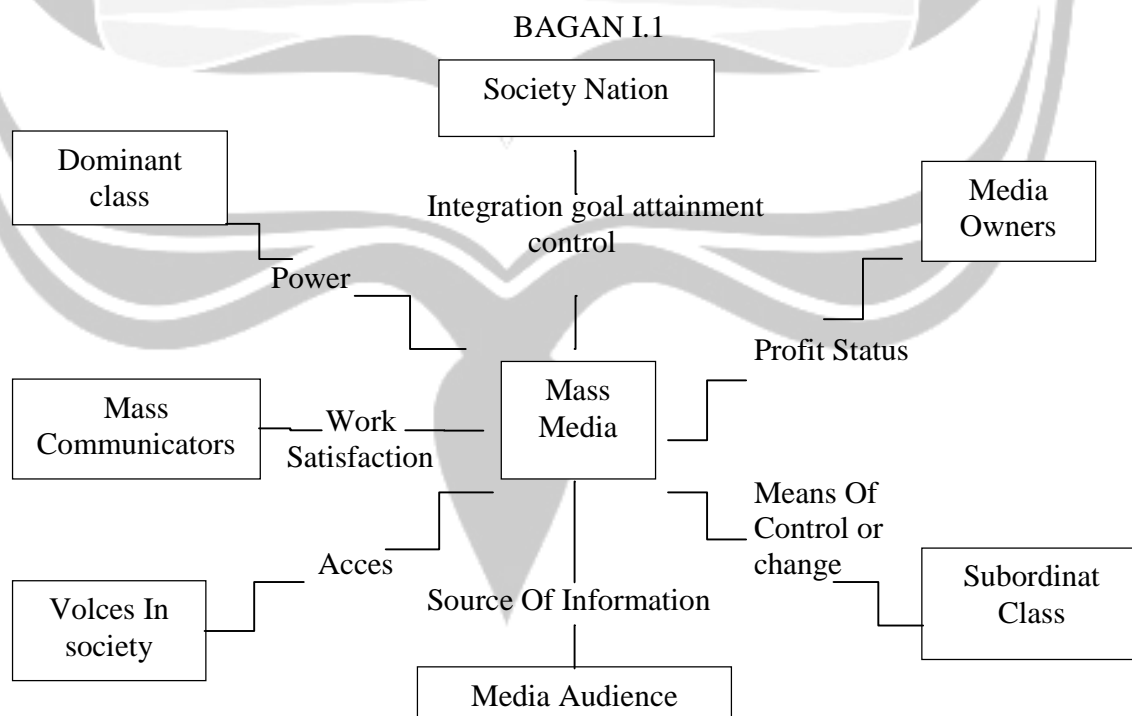 BAGAN I.1
Society Nation
Dominant
class
Media
Owners
Integration goal attainment
control
Power
Profit Status
Mass
Communicators
Work
Satisfaction
Mass
Media
Means Of
Control or
change
Acces
Source Of Information
Volces In
society
Subordinat
Class
Media Audience